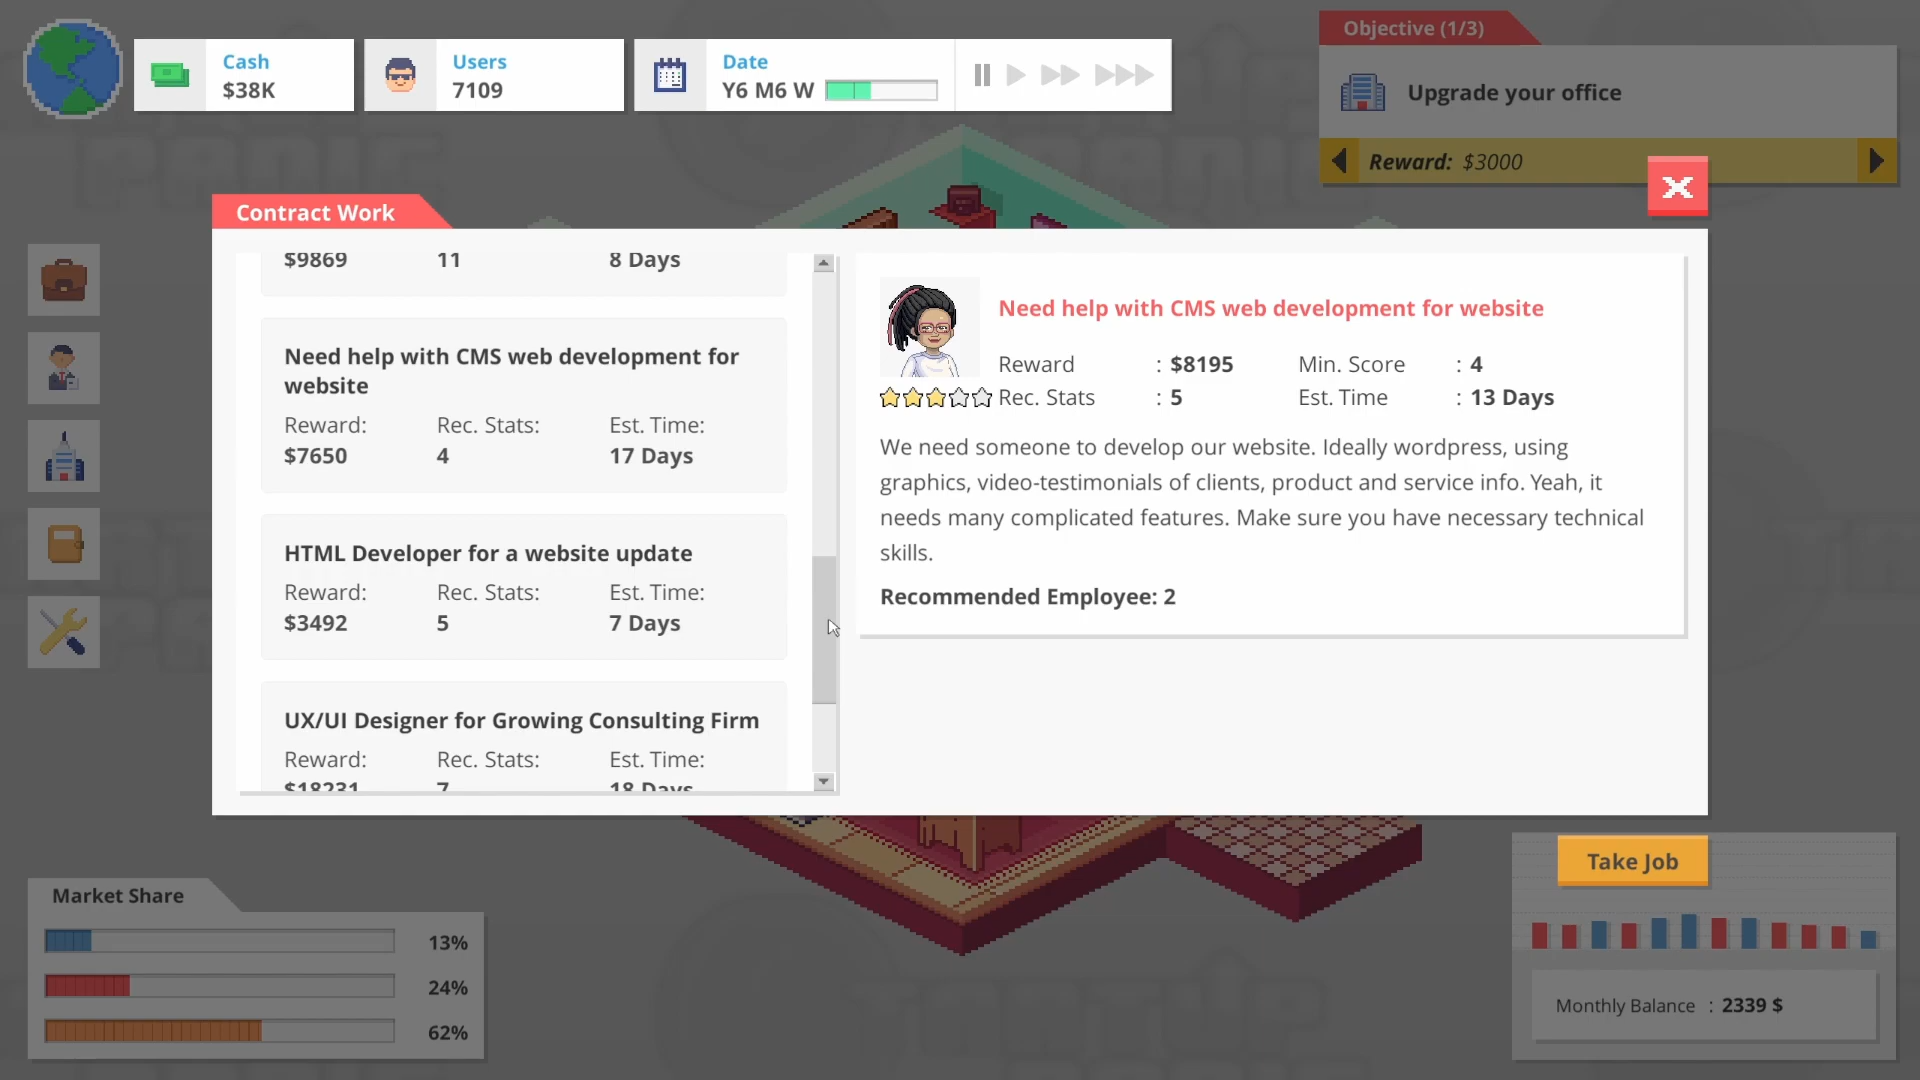 Cash
$38K
Users
7109
Date
Y6 M6 W
Objective (1/3)
Upgrade your office
Reward: $3000
Contract Work
$9869 11 8 Days
Need help with CMS web development for
website
Reward: Rec. Stats: Est. Time:
$7650 4 17 Days
HTML Developer for a website update
Reward: Rec. Stats: Est. Time:
$3492 5 7 Days
UX/UI Designer for Growing Consulting Firm
Reward: Rec. Stats: Est. Time:
$18231 7 18 Days
Need help with CMS web development for website
Reward : $8195 Min. Score : 4
Rec. Stats : 5 Est. Time : 13 Days
We need someone to develop our website. Ideally wordpress, using
graphics, video-testimonials of clients, product and service info. Yeah, it
needs many complicated features. Make sure you have necessary technical
skills.
Recommended Employee: 2
Take Job
Market Share
13%
24%
62%
Monthly Balance : 2339 $